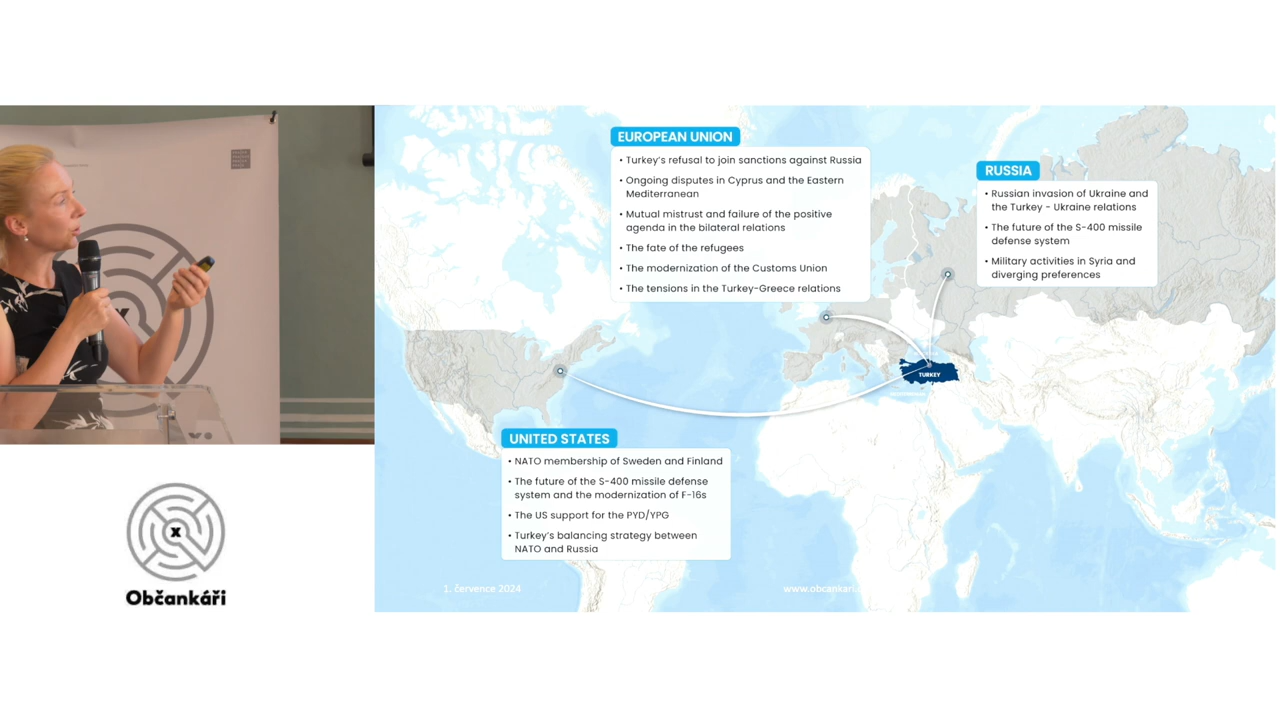 EUROPEAN UNION
• Turkey's refusal to join sanctions against Russia
• Ongoing disputes in Cyprus and the Eastern
Mediterranean
• Mutual mistrust and failure of the positive
agenda in the bilateral relations
• The fate of the refugees
• The modernization of the Customs Union
• The tensions in the Turkey-Greece relations
RUSSIA
• Russian invasion of Ukraine and
the Turkey - Ukraine relations
• The future of the S-400 missile
defense system
• Military activities in Syria and
diverging preferences
TURKEY
UNITED STATES
• NATO membership of Sweden and Finland
• The future of the S-400 missile defense
system and the modernization of F-16s
• The US support for the PYD/YPG
• Turkey's balancing strategy between
NATO and Russia
1. července 2024
x
Občankáři